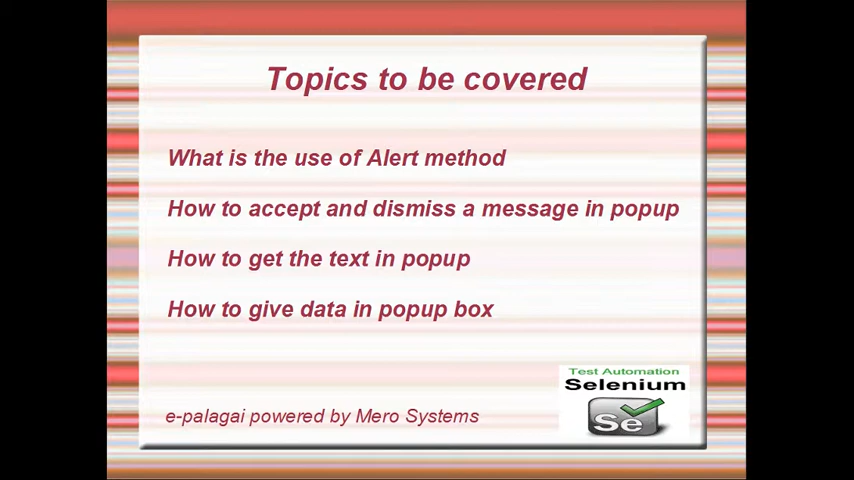 Topics to be covered
What is the use of Alert method
How to accept and dismiss a message in popup
How to get the text in popup
How to give data in popup box
Test Automation
Selenium
Se
e-palagai powered by Mero Systems